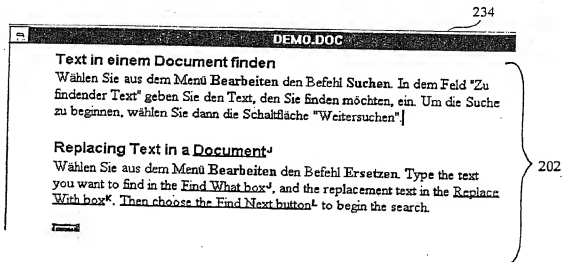 234
DEMO.DOC
Text in einem Document finden
Wählen Sie aus dem Menü Bearbeiten den Befehl Suchen. In dem Feld "Zu
findender Text" geben Sie den Text, den Sie finden möchten, ein. Um die Suche
zu beginnen, wählen Sie dann die Schaltfläche "Weitersuchen".
202
Replacing Text in a Documentᴶ
Wählen Sie aus dem Menü Bearbeiten den Befehl Ersetzen. Type the text
you want to find in the Find What boxᴶ, and the replacement text in the Replace
With boxᴷ. Then choose the Find Next buttonᴸ to begin the search.